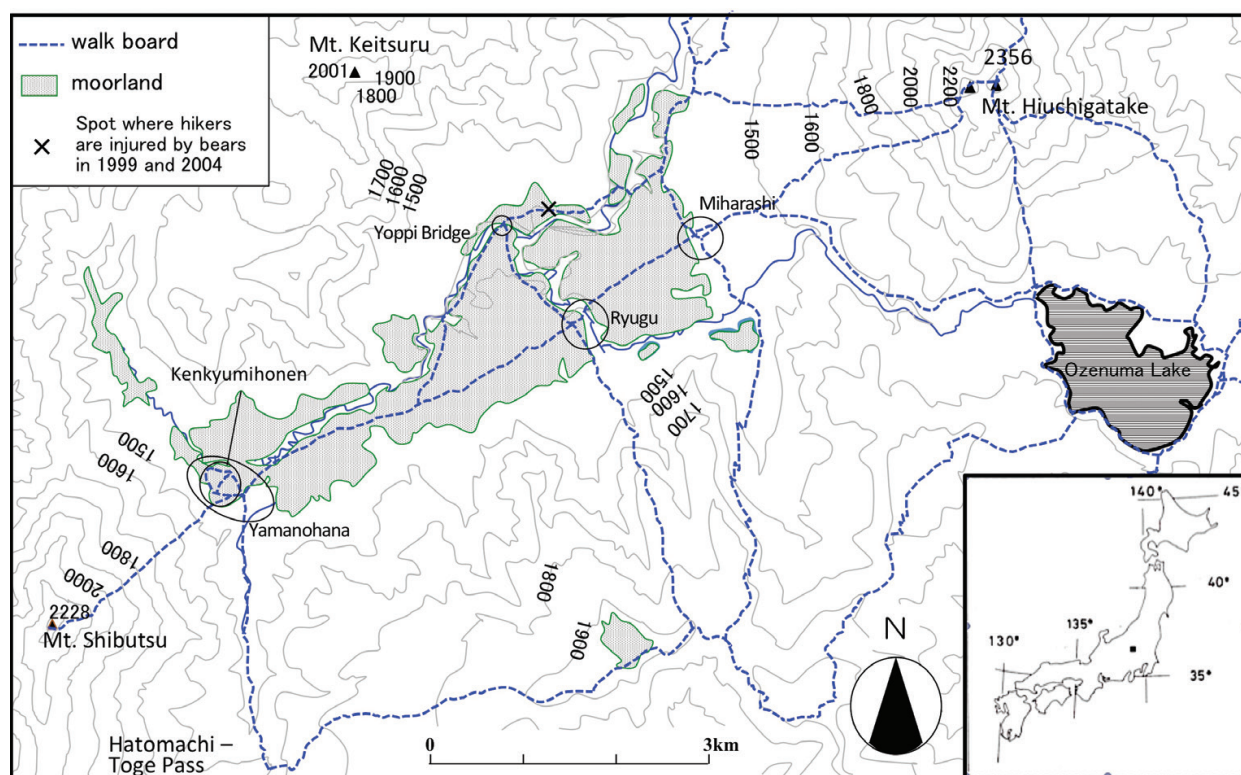 walk board
moorland
Spot where hikers
are injured by bears
in 1999 and 2004
Mt. Keitsuru
2001
1900
1800
1700
1600
1500
Yoppi Bridge
Miharashi
Ryugu
1500
1600
1800
2000
2200
2356
Mt. Hiuchigatake
Ozenuma Lake
1500
1600
1700
Kenkyumihonen
1500
1600
Yamanohana
1800
2000
2228
Mt. Shibutsu
1800
1900
Hatomachi –
Toge Pass
0
3km
N
140°
45
40°
135°
130°
35°